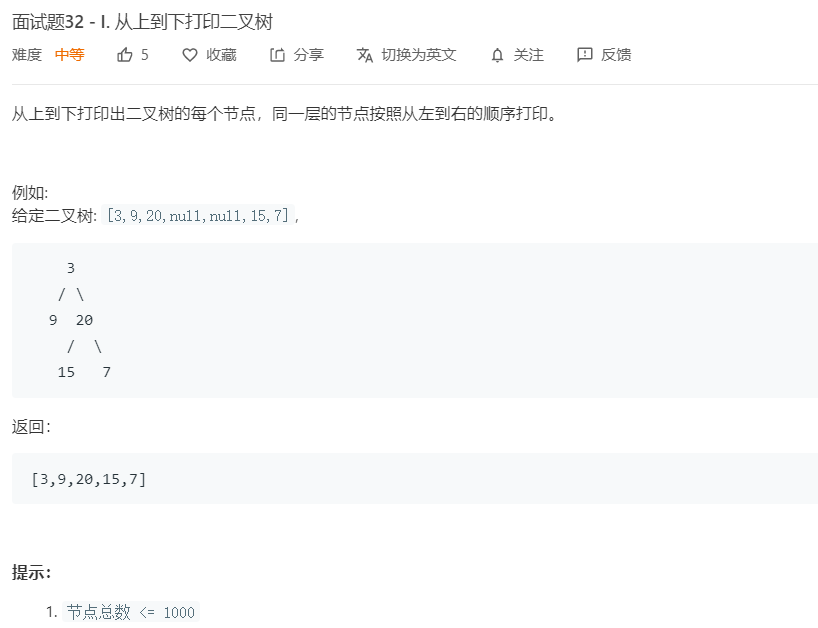 面试题32 - I. 从上到下打印二叉树
难度 中等 5 收藏 分享 切换为英文 关注 反馈
从上到下打印出二叉树的每个节点，同一层的节点按照从左到右的顺序打印。
例如:
给定二叉树: [3,9,20,null,null,15,7],
3
/ \
9 20
/ \
15 7
返回：
[3,9,20,15,7]
提示：
1. 节点总数 <= 1000